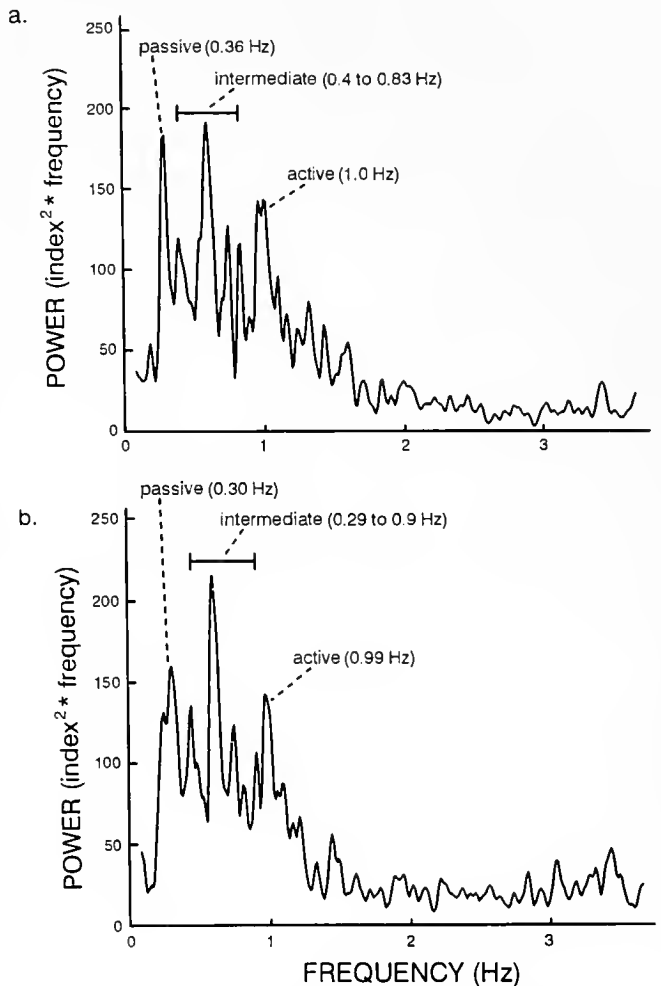 a.
POWER (index² * frequency)
250
200
150
100
50
0
passive (0.36 Hz)
intermediate (0.4 to 0.83 Hz)
active (1.0 Hz)
0 1 2 3
b.
POWER (index² * frequency)
250
200
150
100
50
0
passive (0.30 Hz)
intermediate (0.29 to 0.9 Hz)
active (0.99 Hz)
0 1 2 3
FREQUENCY (Hz)